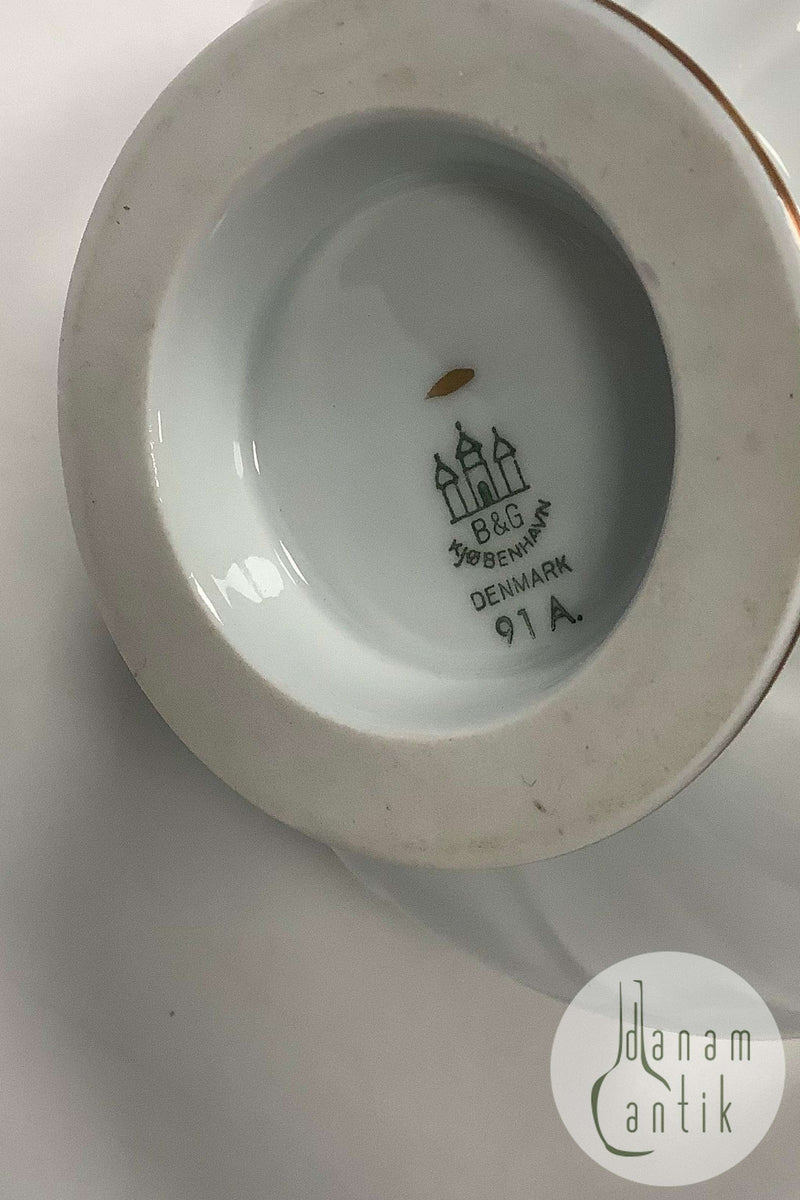 B&G
KJØBENHAVN
DENMARK
91 A.
danam
antik